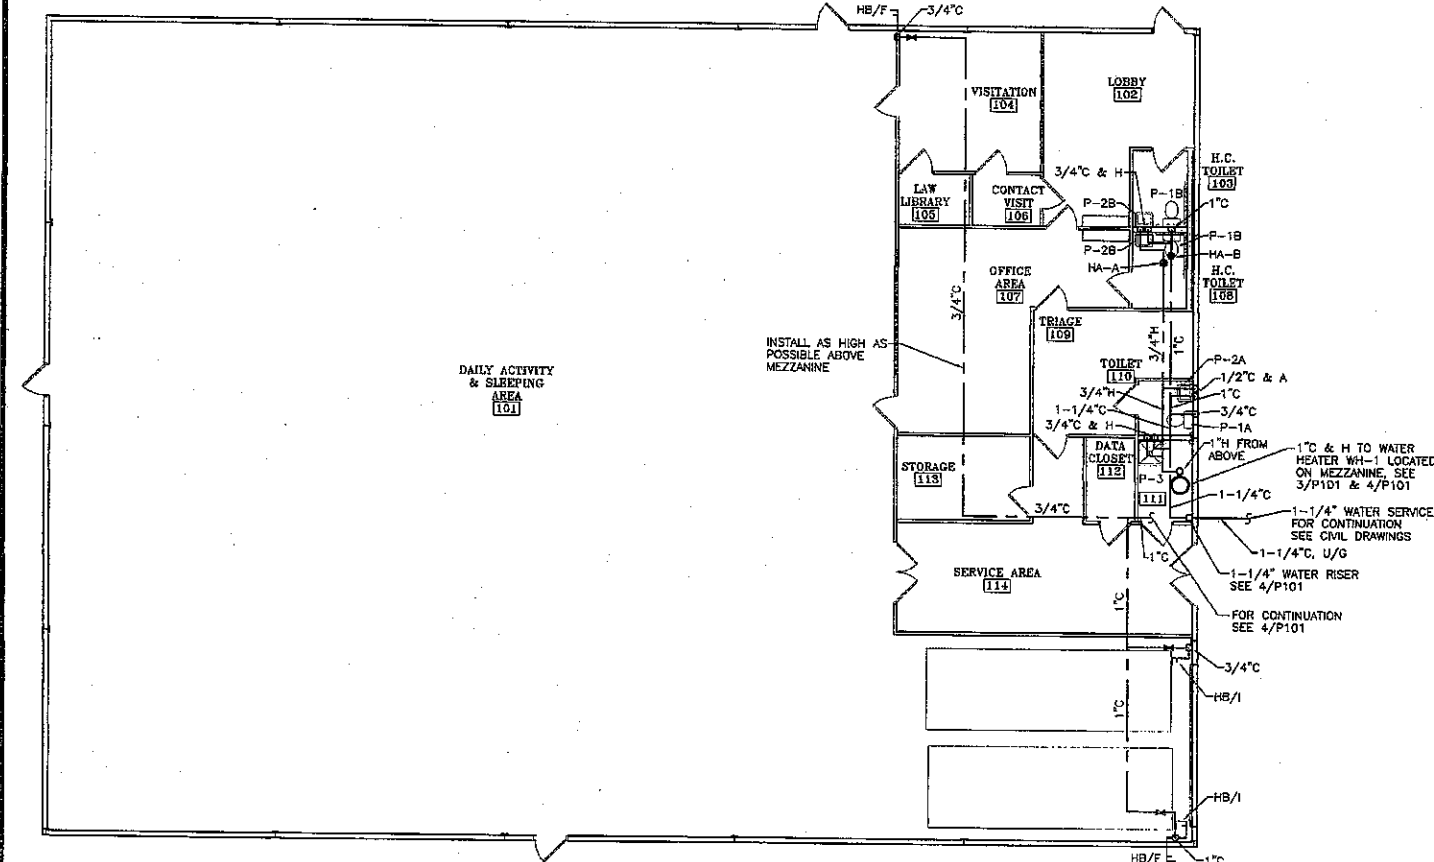 HB/F
3/4"C
VISITATION
104
LOBBY
102
H.C.
TOILET
103
3/4"C & H
LAW
LIBRARY
105
CONTACT
VISIT
106
P-2B
P-1B
1"C
P-2B
P-1B
HA-B
HA-A
H.C.
TOILET
108
OFFICE
AREA
107
3/4"C
TRIAGE
109
3/4"H
1"C
INSTALL AS HIGH AS
POSSIBLE ABOVE
MEZZANINE
DAILY ACTIVITY
& SLEEPING
AREA
101
TOILET
110
P-2A
1/2"C & A
1"C
3/4"H
1-1/4"C
3/4"C
3/4"C & H
P-1A
1"H FROM
ABOVE
DATA
CLOSET
112
STORAGE
113
P-3
111
1"C & H TO WATER
HEATER WH-1 LOCATED
ON MEZZANINE, SEE
3/P101 & 4/P101
1-1/4"C
3/4"C
1-1/4" WATER SERVICE
FOR CONTINUATION
SEE CIVIL DRAWINGS
1-1/4"C, U/G
1"C
1-1/4" WATER RISER
SEE 4/P101
SERVICE AREA
114
1"C
FOR CONTINUATION
SEE 4/P101
3/4"C
HB/I
1"C
HB/I
HB/F
1"C